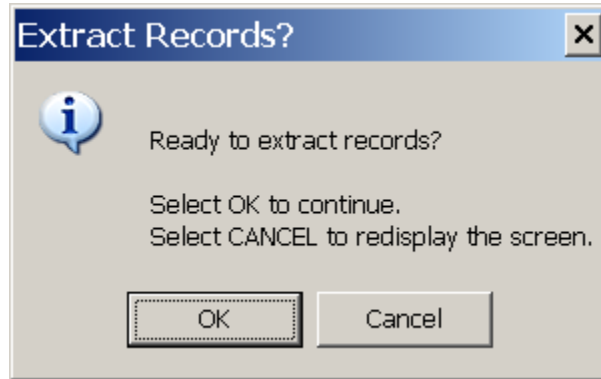 Extract Records?
Ready to extract records?
Select OK to continue.
Select CANCEL to redisplay the screen.
OK
Cancel